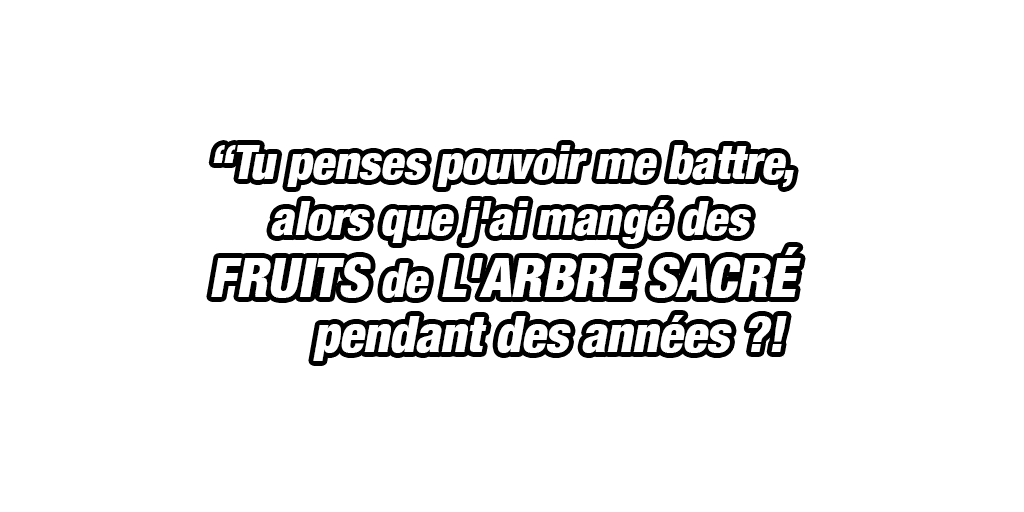 “Tu penses pouvoir me battre,
alors que j'ai mangé des
FRUITS de L'ARBRE SACRÉ
pendant des années ?!